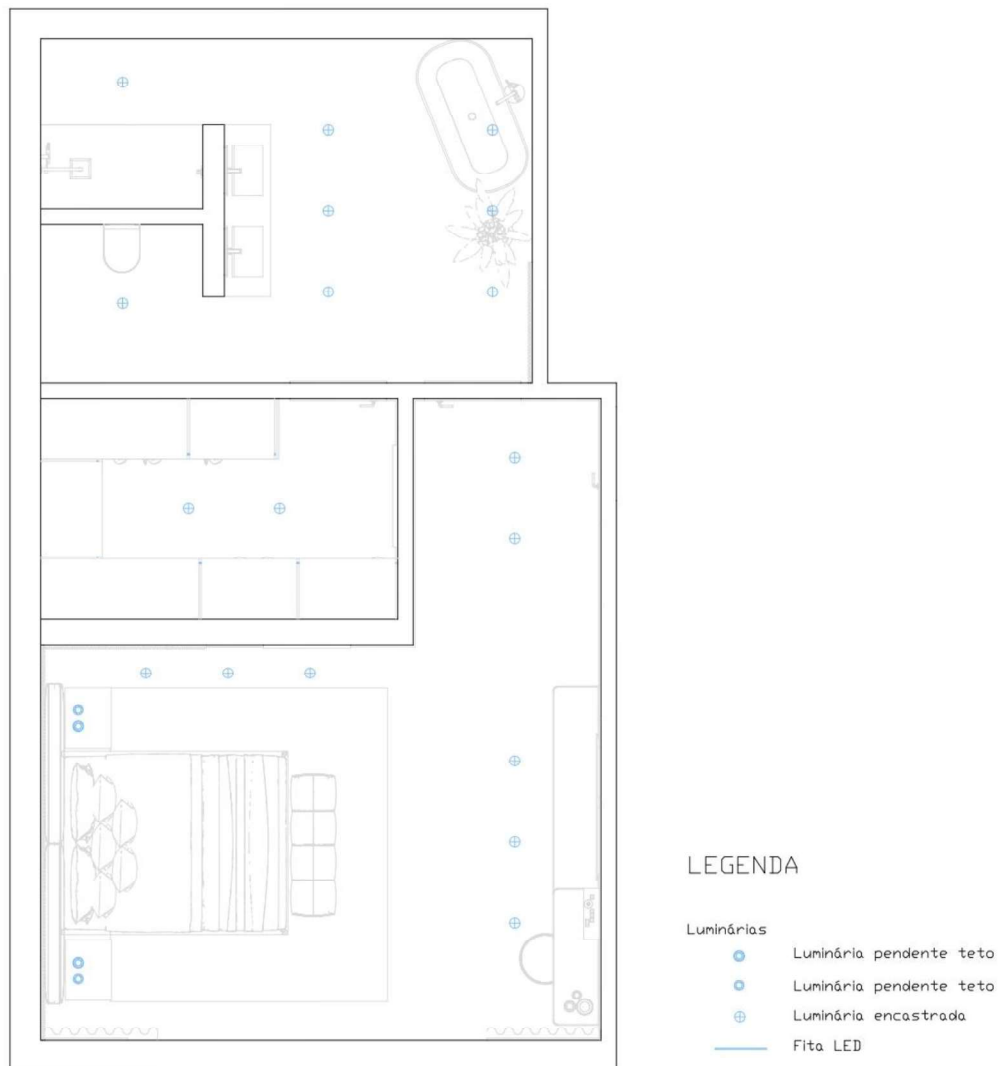 LEGENDA
Luminárias
Luminária pendente teto
Luminária pendente teto
Luminária encastrada
Fita LED